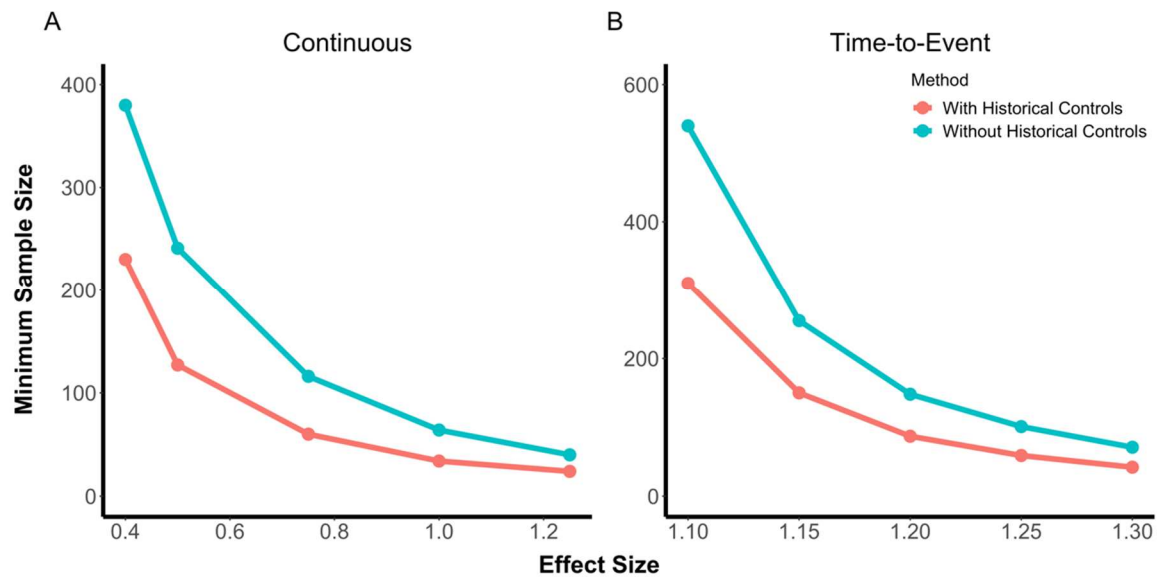 A
Continuous
Minimum Sample Size
400
300
200
100
0
0.4 0.6 0.8 1.0 1.2
B
Time-to-Event
Method
With Historical Controls
Without Historical Controls
600
400
200
0
1.10 1.15 1.20 1.25 1.30
Effect Size